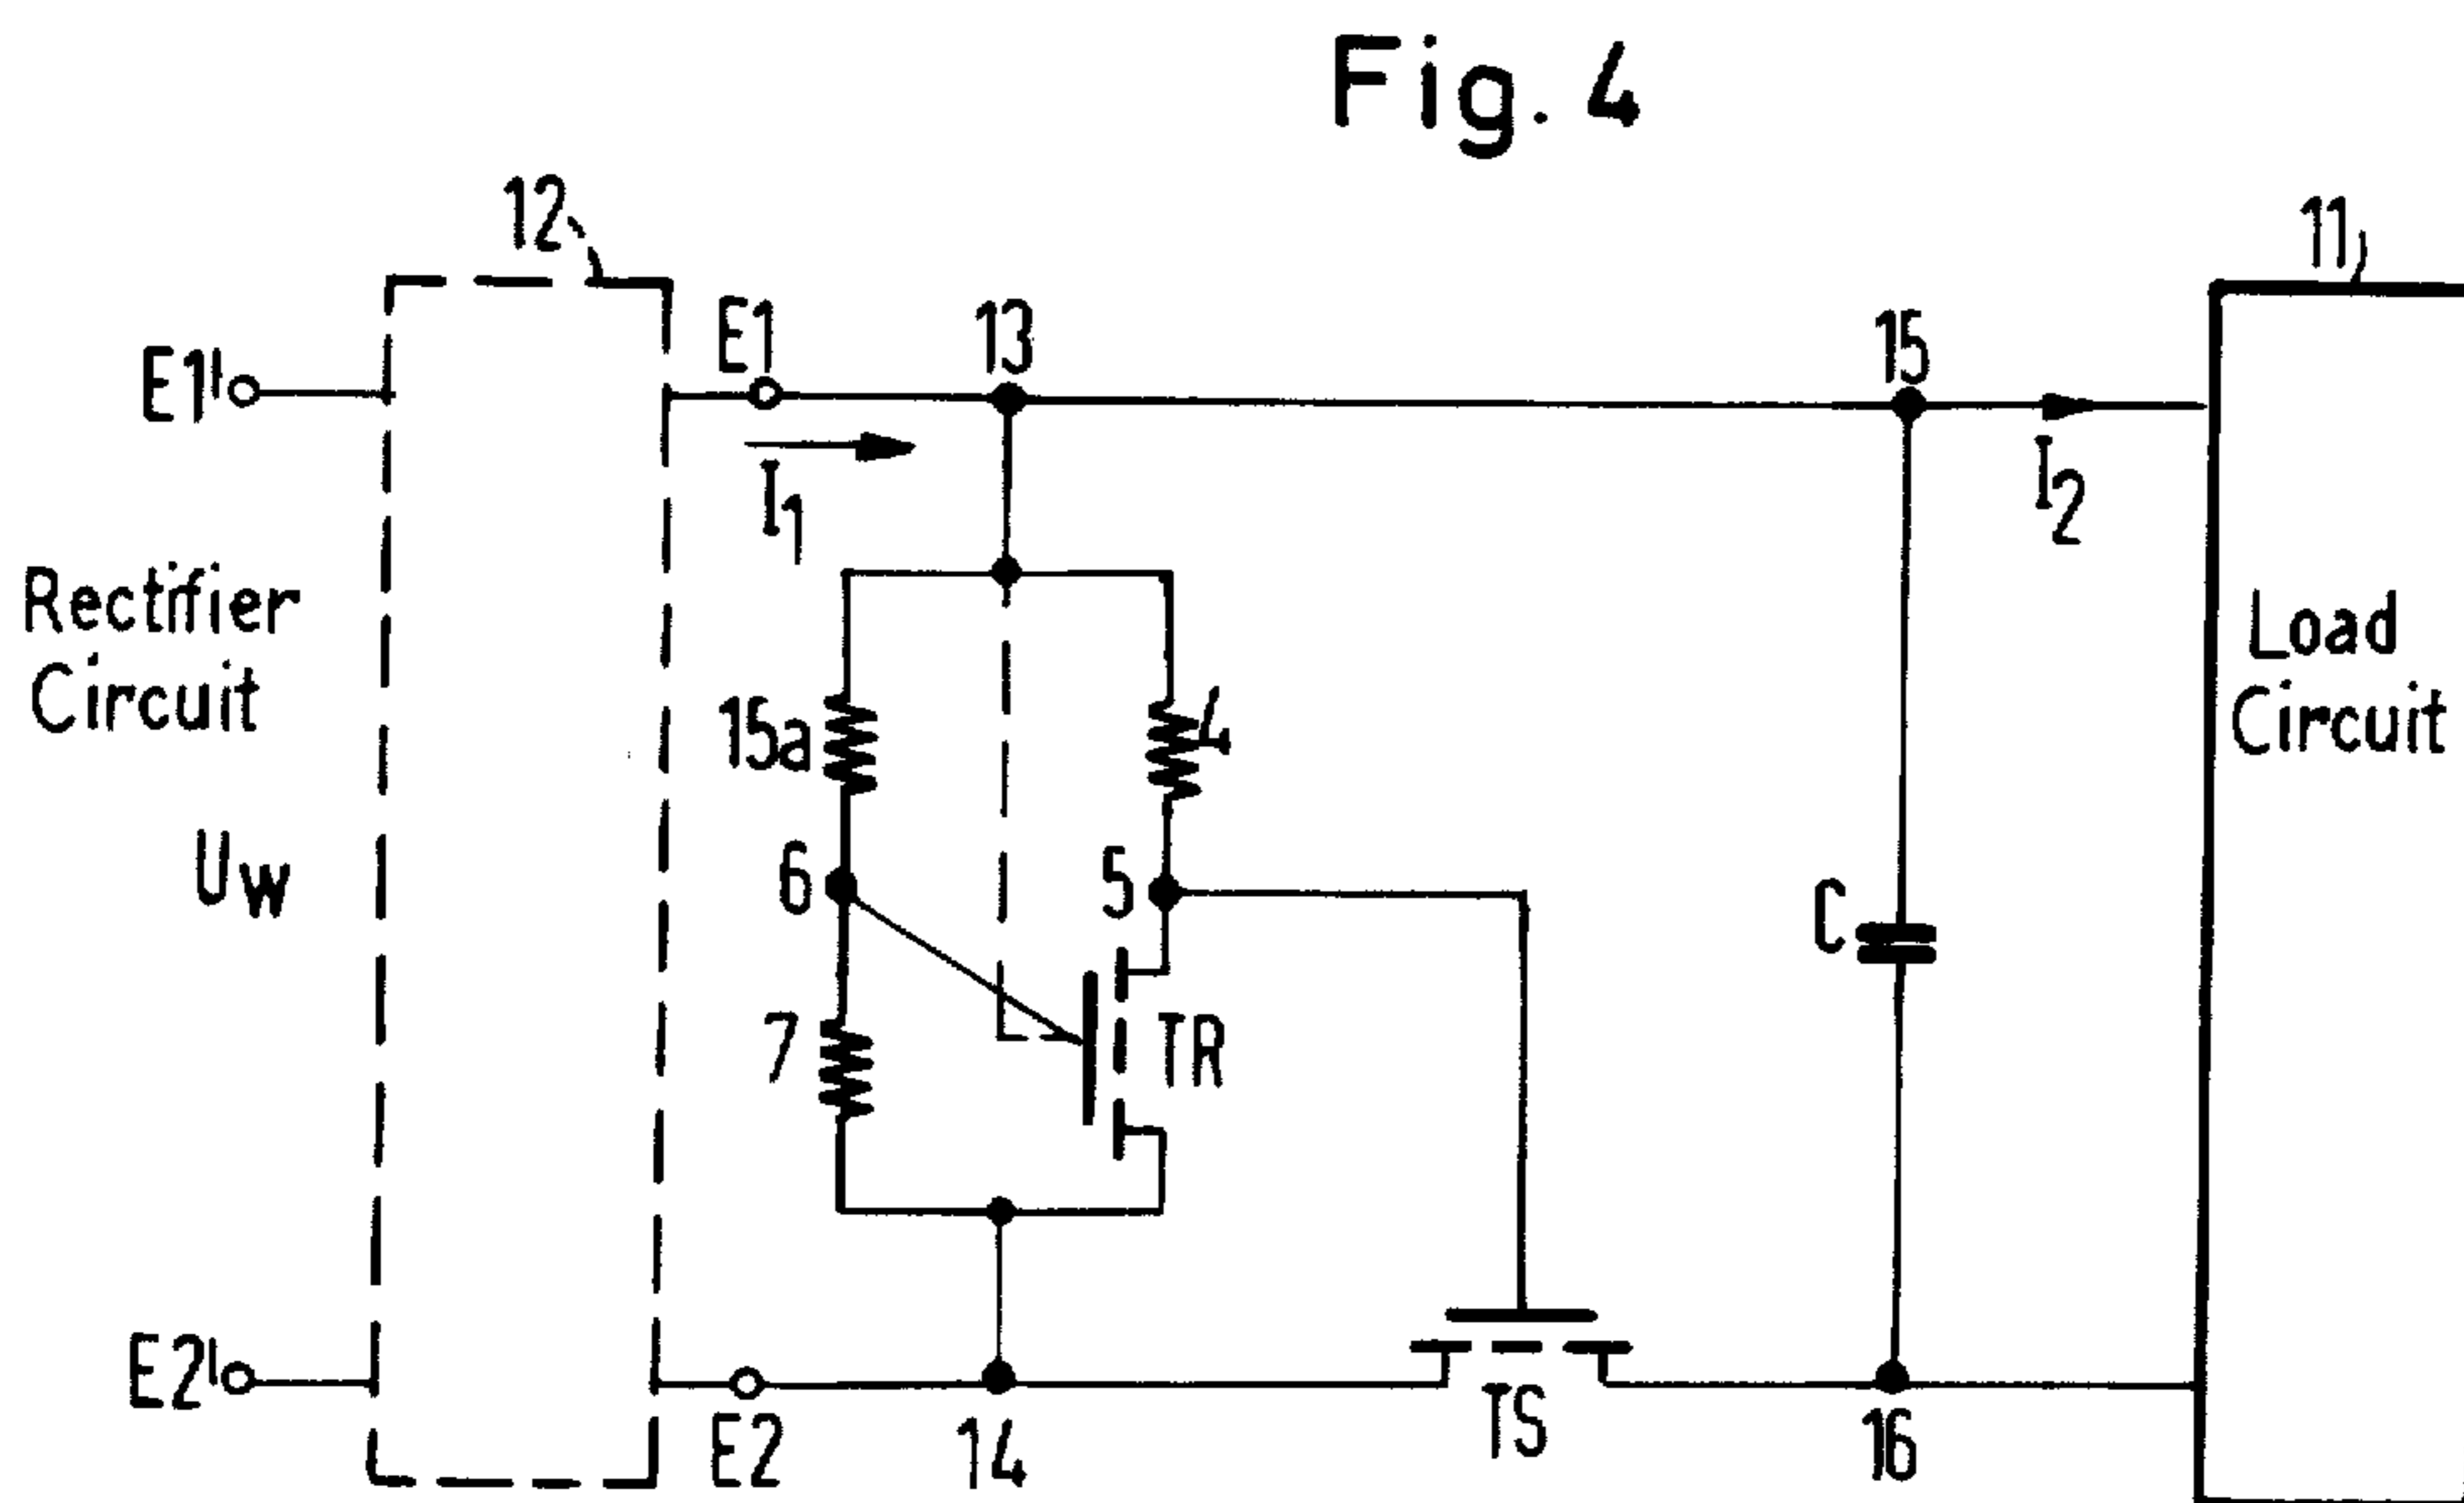 Fig. 4
12
11
E1'
E1
13
15
I1
I2
Rectifier
Circuit
Load
Circuit
15a
4
UW
6
5
C
7
TR
E2'
E2
14
TS
16